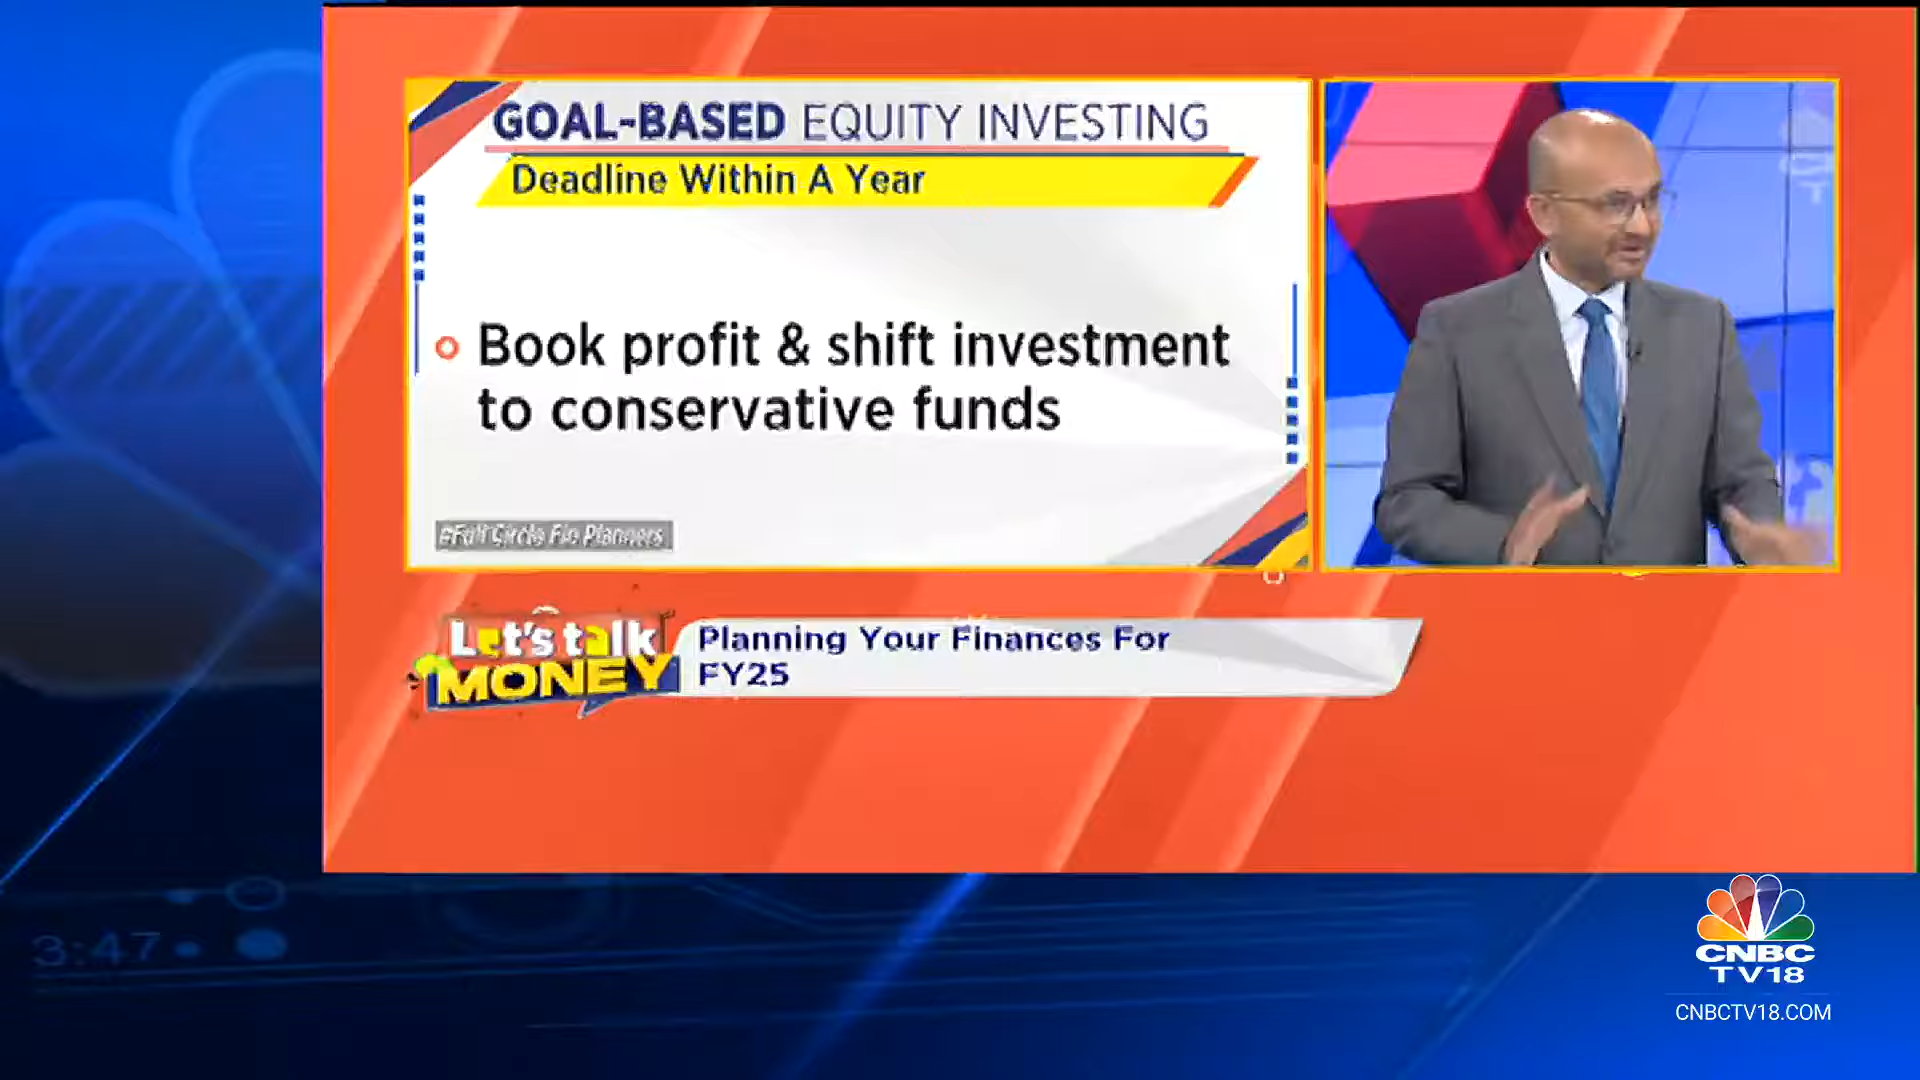 GOAL-BASED EQUITY INVESTING
Deadline Within A Year
Book profit & shift investment
to conservative funds
#Full Circle Fin Planners
Let's talk
MONEY
Planning Your Finances For
FY25
3:47
CNBC
TV18
CNBCTV18.COM